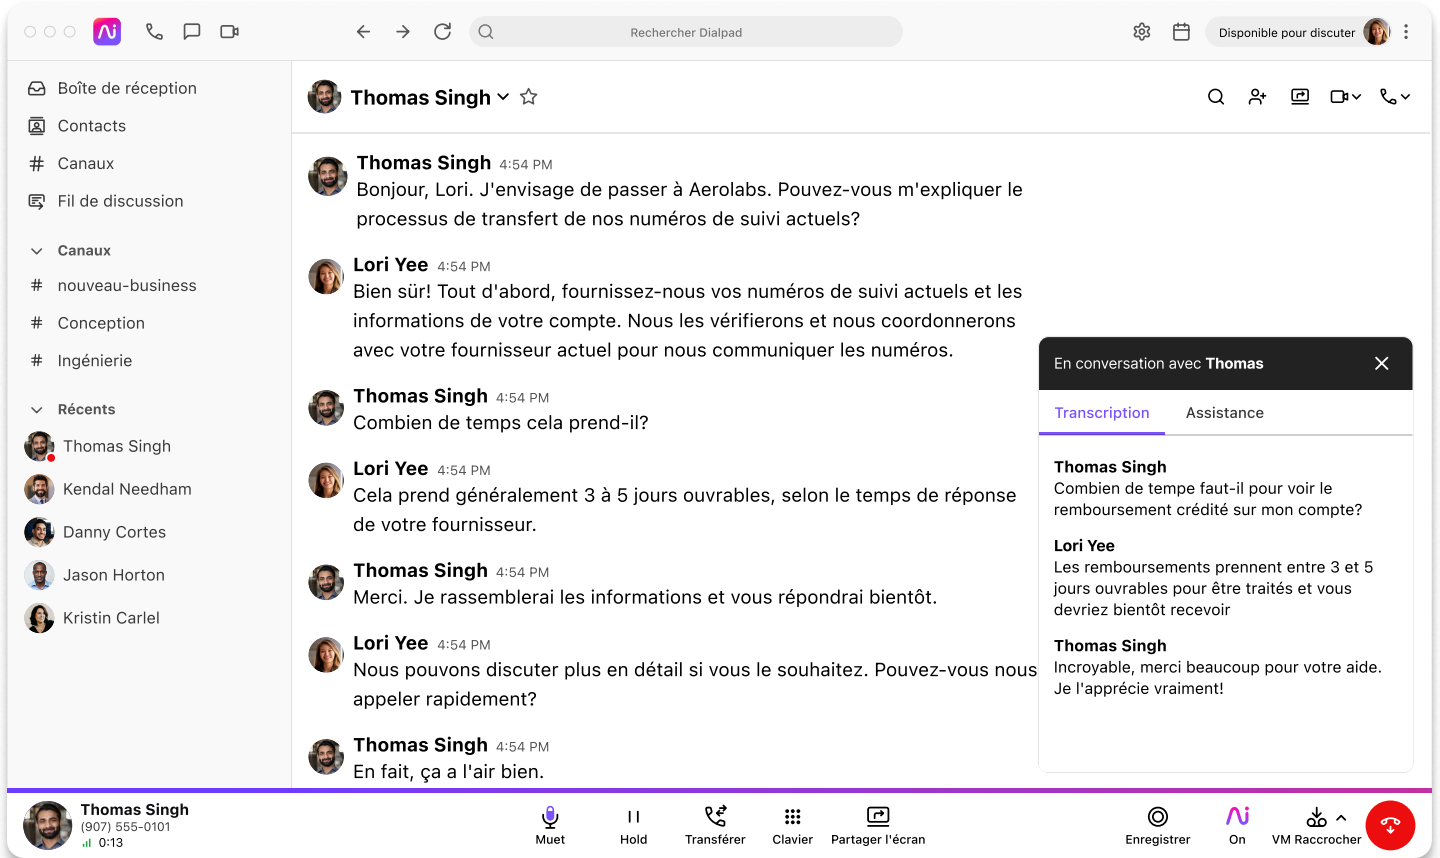 Rechercher Dialpad
Disponible pour discuter
Boîte de réception
Contacts
Canaux
Fil de discussion
Canaux
# nouveau-business
# Conception
# Ingénierie
Récents
Thomas Singh
Kendal Needham
Danny Cortes
Jason Horton
Kristin Carlel
Thomas Singh
Thomas Singh 4:54 PM
Bonjour, Lori. J'envisage de passer à Aerolabs. Pouvez-vous m'expliquer le
processus de transfert de nos numéros de suivi actuels?
Lori Yee 4:54 PM
Bien sür! Tout d'abord, fournissez-nous vos numéros de suivi actuels et les
informations de votre compte. Nous les vérifierons et nous coordonnerons
avec votre fournisseur actuel pour nous communiquer les numéros.
Thomas Singh 4:54 PM
Combien de temps cela prend-il?
Lori Yee 4:54 PM
Cela prend généralement 3 à 5 jours ouvrables, selon le temps de réponse
de votre fournisseur.
Thomas Singh 4:54 PM
Merci. Je rassemblerai les informations et vous répondrai bientôt.
Lori Yee 4:54 PM
Nous pouvons discuter plus en détail si vous le souhaitez. Pouvez-vous nous
appeler rapidement?
Thomas Singh 4:54 PM
En fait, ça a l'air bien.
En conversation avec Thomas
Transcription Assistance
Thomas Singh
Combien de tempe faut-il pour voir le
remboursement crédité sur mon compte?
Lori Yee
Les remboursements prennent entre 3 et 5
jours ouvrables pour être traités et vous
devriez bientôt recevoir
Thomas Singh
Incroyable, merci beaucoup pour votre aide.
Je l'apprécie vraiment!
Thomas Singh
(907) 555-0101
0:13
Muet
Hold
Transférer
Clavier
Partager l'écran
Enregistrer
On
VM Raccrocher